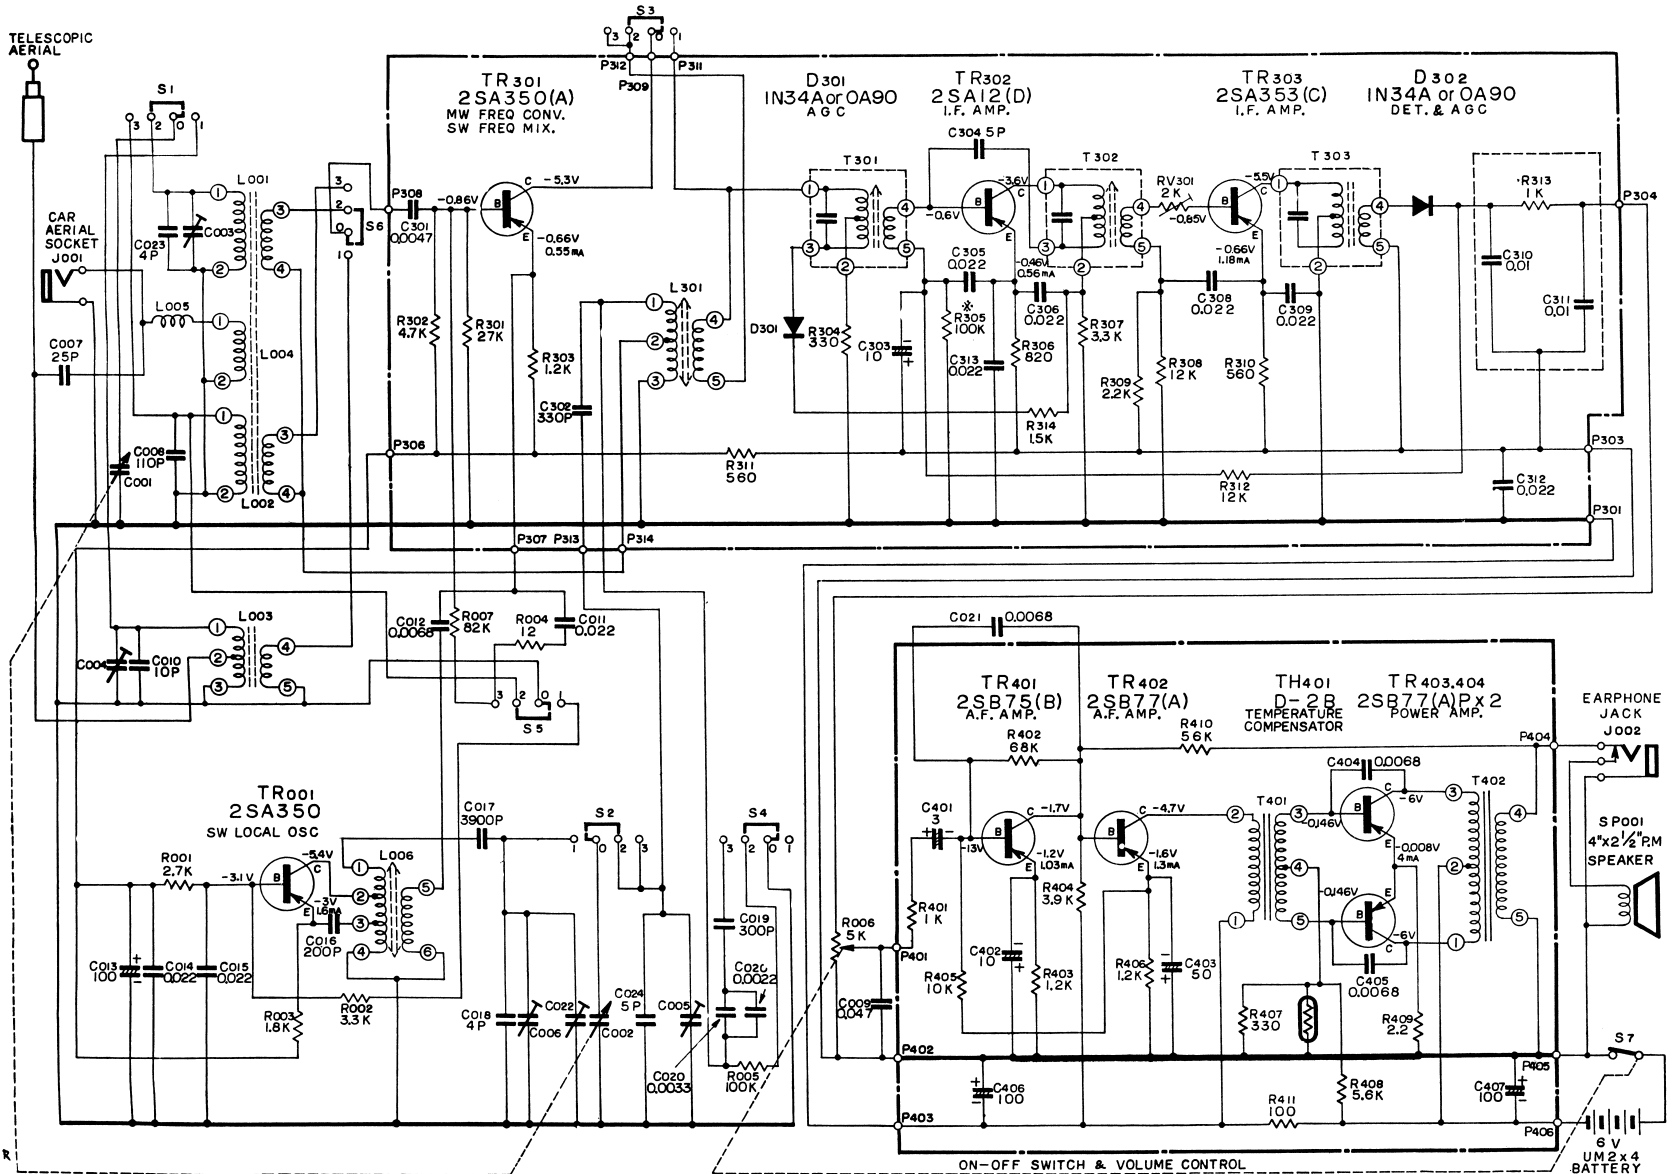 S3
3 2 0 1
TELESCOPIC
AERIAL
P312
P309
P311
S1
3 2 0 1
TR301
2SA350(A)
MW FREQ CONV.
SW FREQ MIX.
D301
1N34A or OA90
AGC
TR302
2SA12(D)
I.F. AMP.
TR303
2SA353(C)
I.F. AMP.
D302
1N34A or OA90
DET. & AGC
C304 5P
T301
T302
T303
RV301
2K
R313
1K
P304
L001
C023
4P
C003
3
2
0
1
S6
P308
C301
0.0047
-0.86V
B
C
E
-5.3V
-0.66V
0.55mA
-0.6V
B
C
E
-3.6V
-0.46V
0.56mA
-0.85V
B
C
E
-5.5V
-0.66V
1.18mA
CAR
AERIAL
SOCKET
J001
L005
L004
C007
25P
R302
4.7K
R301
27K
R303
1.2K
L301
C302
330P
D301
R304
330
C303
10
C305
0.022
※
R305
100K
C313
0.022
C306
0.022
R306
820
R307
3.3K
C308
0.022
C309
0.022
R309
2.2K
R308
12K
R310
560
R314
1.5K
C310
0.01
C311
0.01
C008
110P
C001
L002
P306
R311
560
R312
12K
C312
0.022
P303
P301
P307
P313
P314
L003
C004
C010
10P
C012
0.0068
R007
82K
R004
12
C011
0.022
3 2 0 1
S5
C021
0.0068
TR401
2SB75(B)
A.F. AMP.
TR402
2SB77(A)
A.F. AMP.
TH401
D-2B
TEMPERATURE
COMPENSATOR
TR403.404
2SB77(A)P x 2
POWER AMP.
EARPHONE
JACK
J002
R402
68K
R410
56K
P404
C404
0.0068
T401
T402
TR001
2SA350
SW LOCAL OSC
C017
3900P
S2
1 0 2 3
S4
3 2 0 1
C401
3
-1.3V
B
C
E
-1.7V
-1.2V
1.03mA
B
C
E
-4.7V
-1.6V
1.3mA
-0.146V
B
C
E
-6V
-0.008V
4mA
-0.146V
B
E
C
-6V
SP001
4"x2½"P.M
SPEAKER
R001
2.7K
-3.1V
B
C
E
-5.4V
-3V
1.6mA
L006
C016
200P
C013
100
C014
0.022
C015
0.022
R003
1.8K
R002
3.3K
C018
4P
C006
C022
C002
C024
5P
C005
C019
300P
C020
0.0022
C020
0.0033
R005
100K
R006
5K
C009
0.047
P401
R401
1K
R405
10K
C402
10
R403
1.2K
R404
3.9K
R406
1.2K
C403
50
R407
330
C405
0.0068
R409
2.2
S7
P402
P405
C406
100
R408
5.6K
R411
100
C407
100
P403
P406
6V
UM2x4
BATTERY
ON-OFF SWITCH & VOLUME CONTROL
R